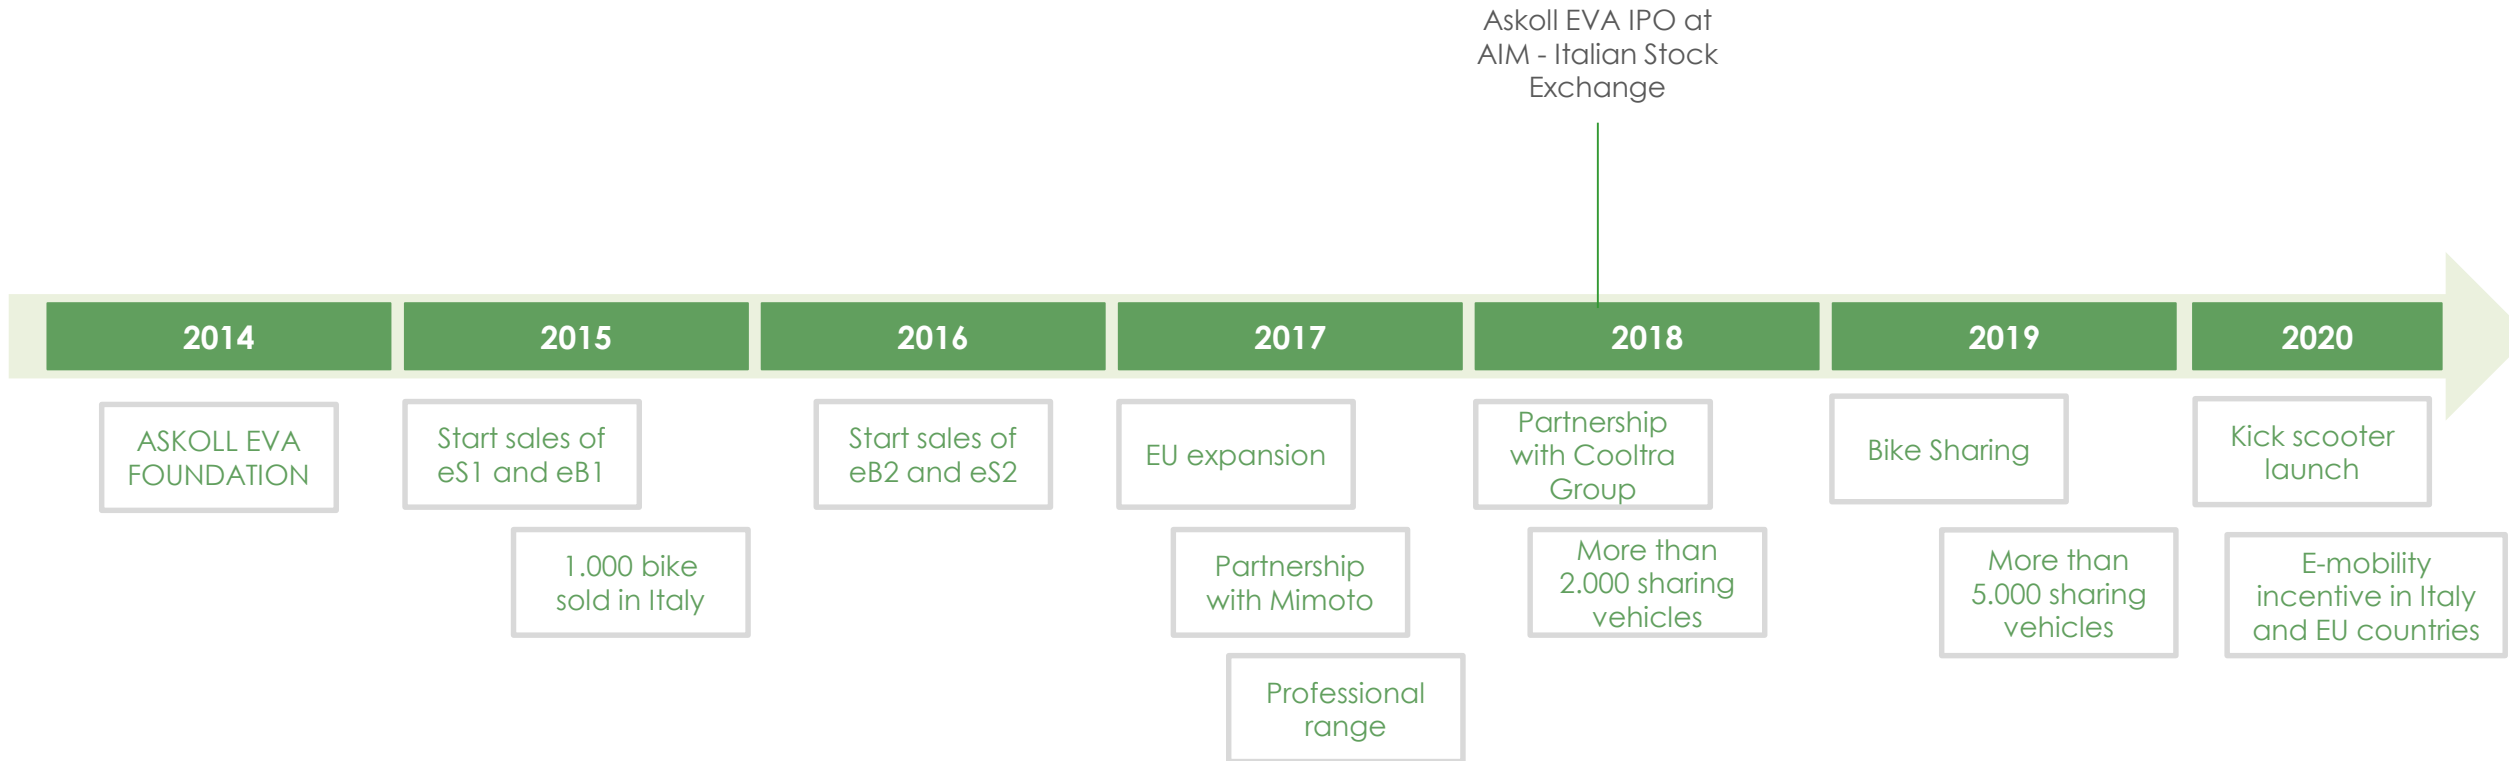 Askoll EVA IPO at
AIM - Italian Stock
Exchange
2014
2015
2016
2017
2018
2019
2020
ASKOLL EVA
FOUNDATION
Start sales of
eS1 and eB1
1.000 bike
sold in Italy
Start sales of
eB2 and eS2
EU expansion
Partnership
with Mimoto
Professional
range
Partnership
with Cooltra
Group
More than
2.000 sharing
vehicles
Bike Sharing
More than
5.000 sharing
vehicles
Kick scooter
launch
E-mobility
incentive in Italy
and EU countries